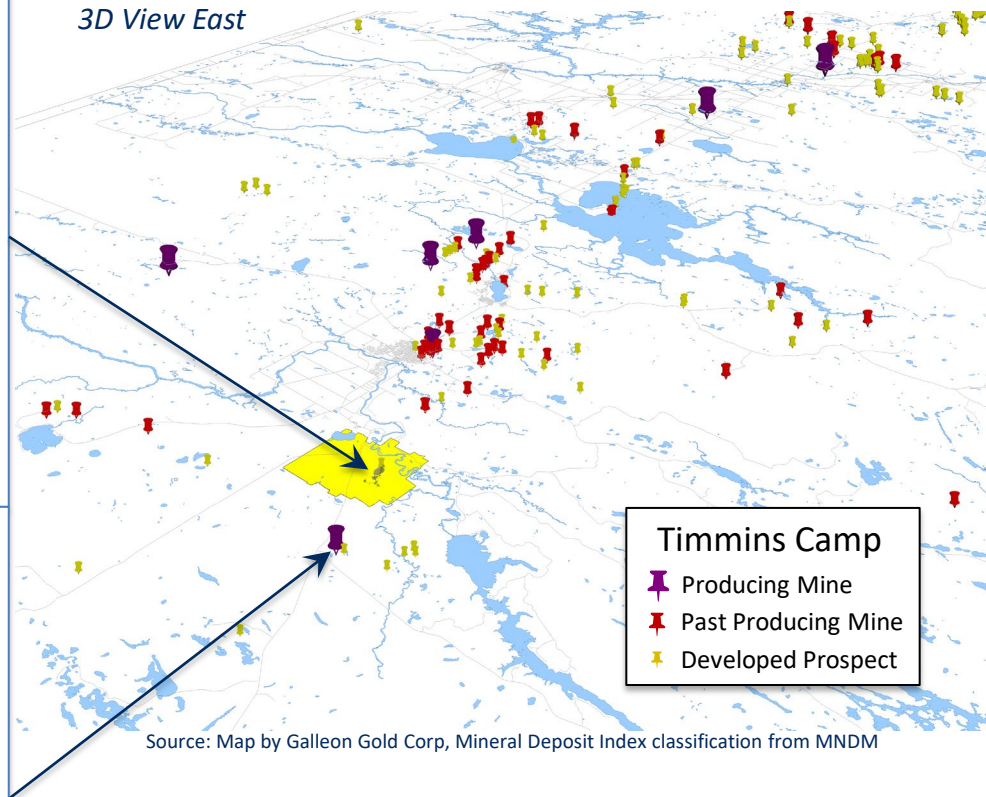 3D View East
Timmins Camp
Producing Mine
Past Producing Mine
Developed Prospect
Source: Map by Galleon Gold Corp, Mineral Deposit Index classification from MNDM